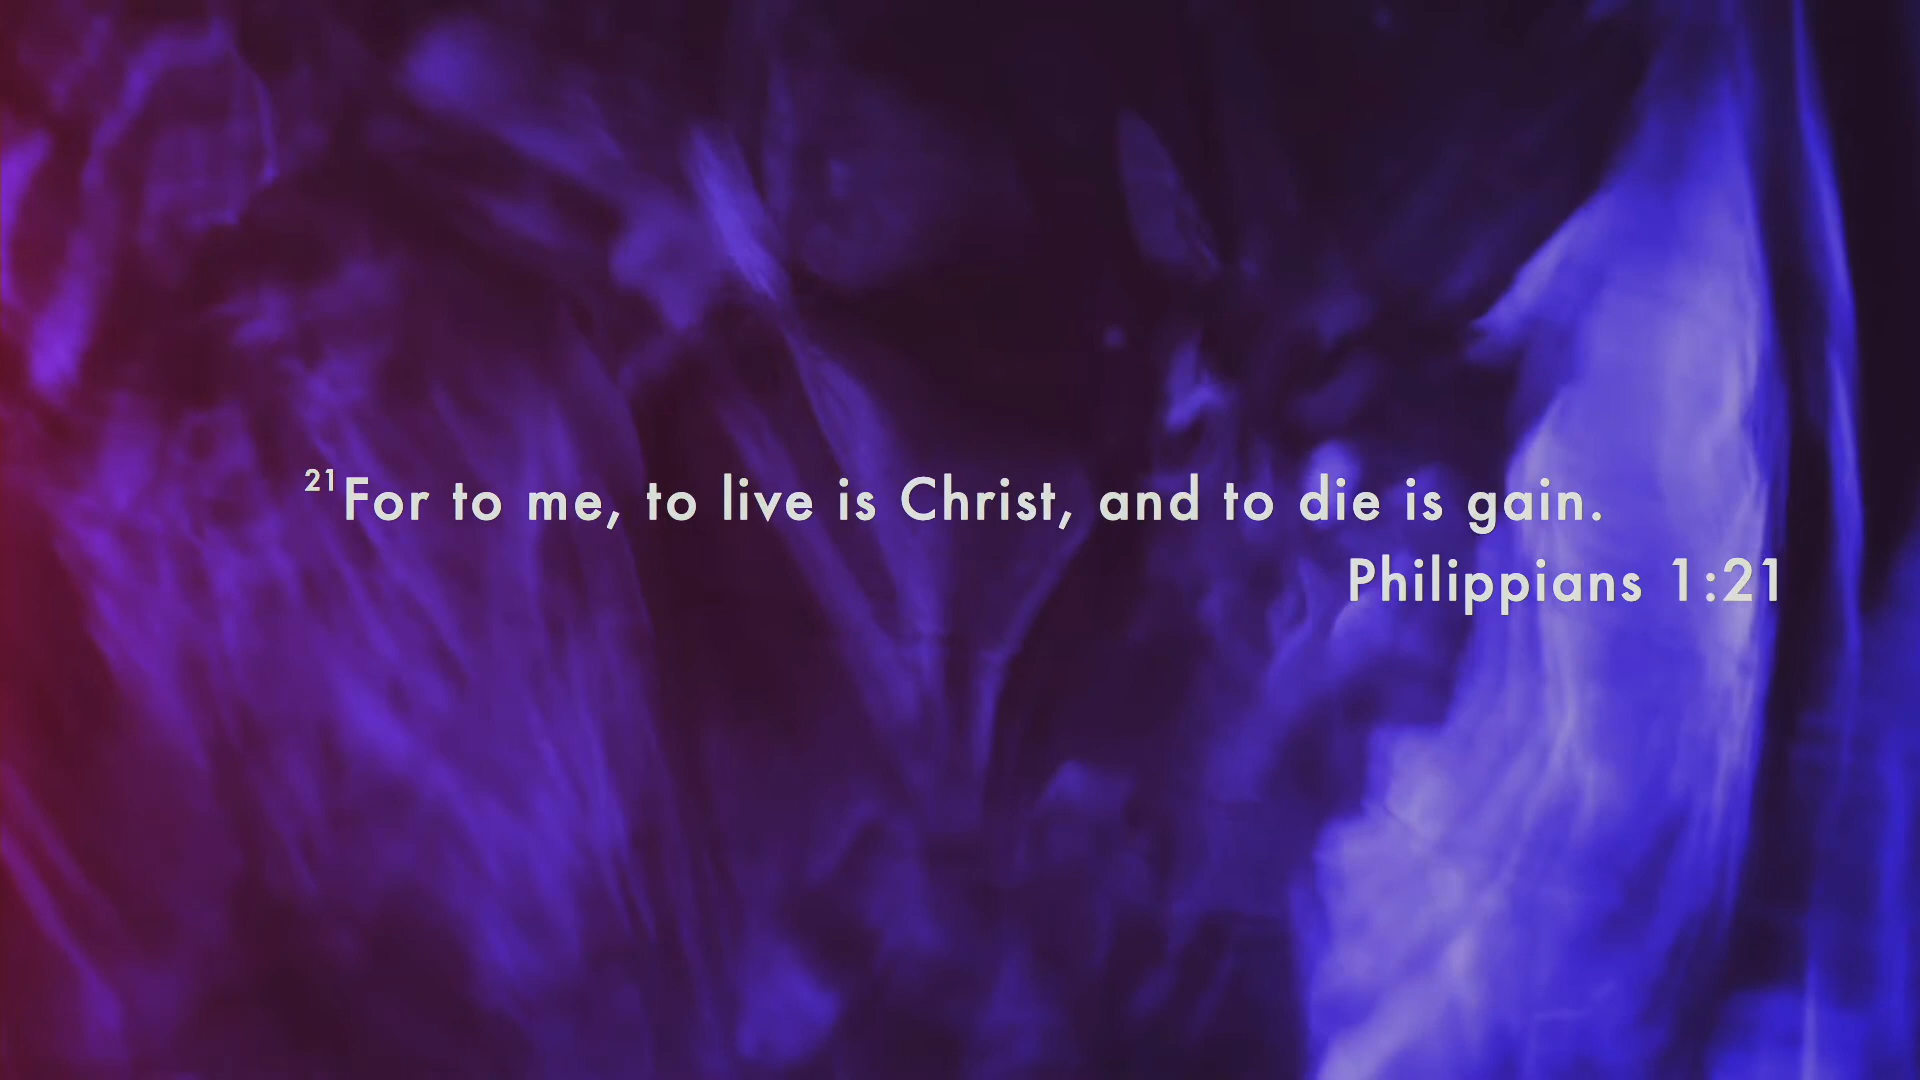 ²¹For to me, to live is Christ, and to die is gain.
Philippians 1:21